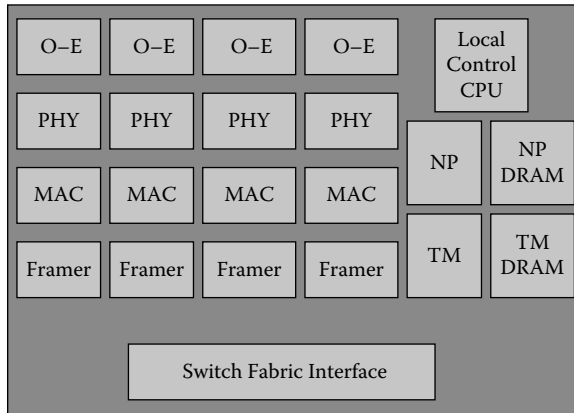 O–E O–E O–E O–E
Local
Control
CPU
PHY PHY PHY PHY
NP
NP
DRAM
MAC MAC MAC MAC
Framer Framer Framer Framer
TM
TM
DRAM
Switch Fabric Interface